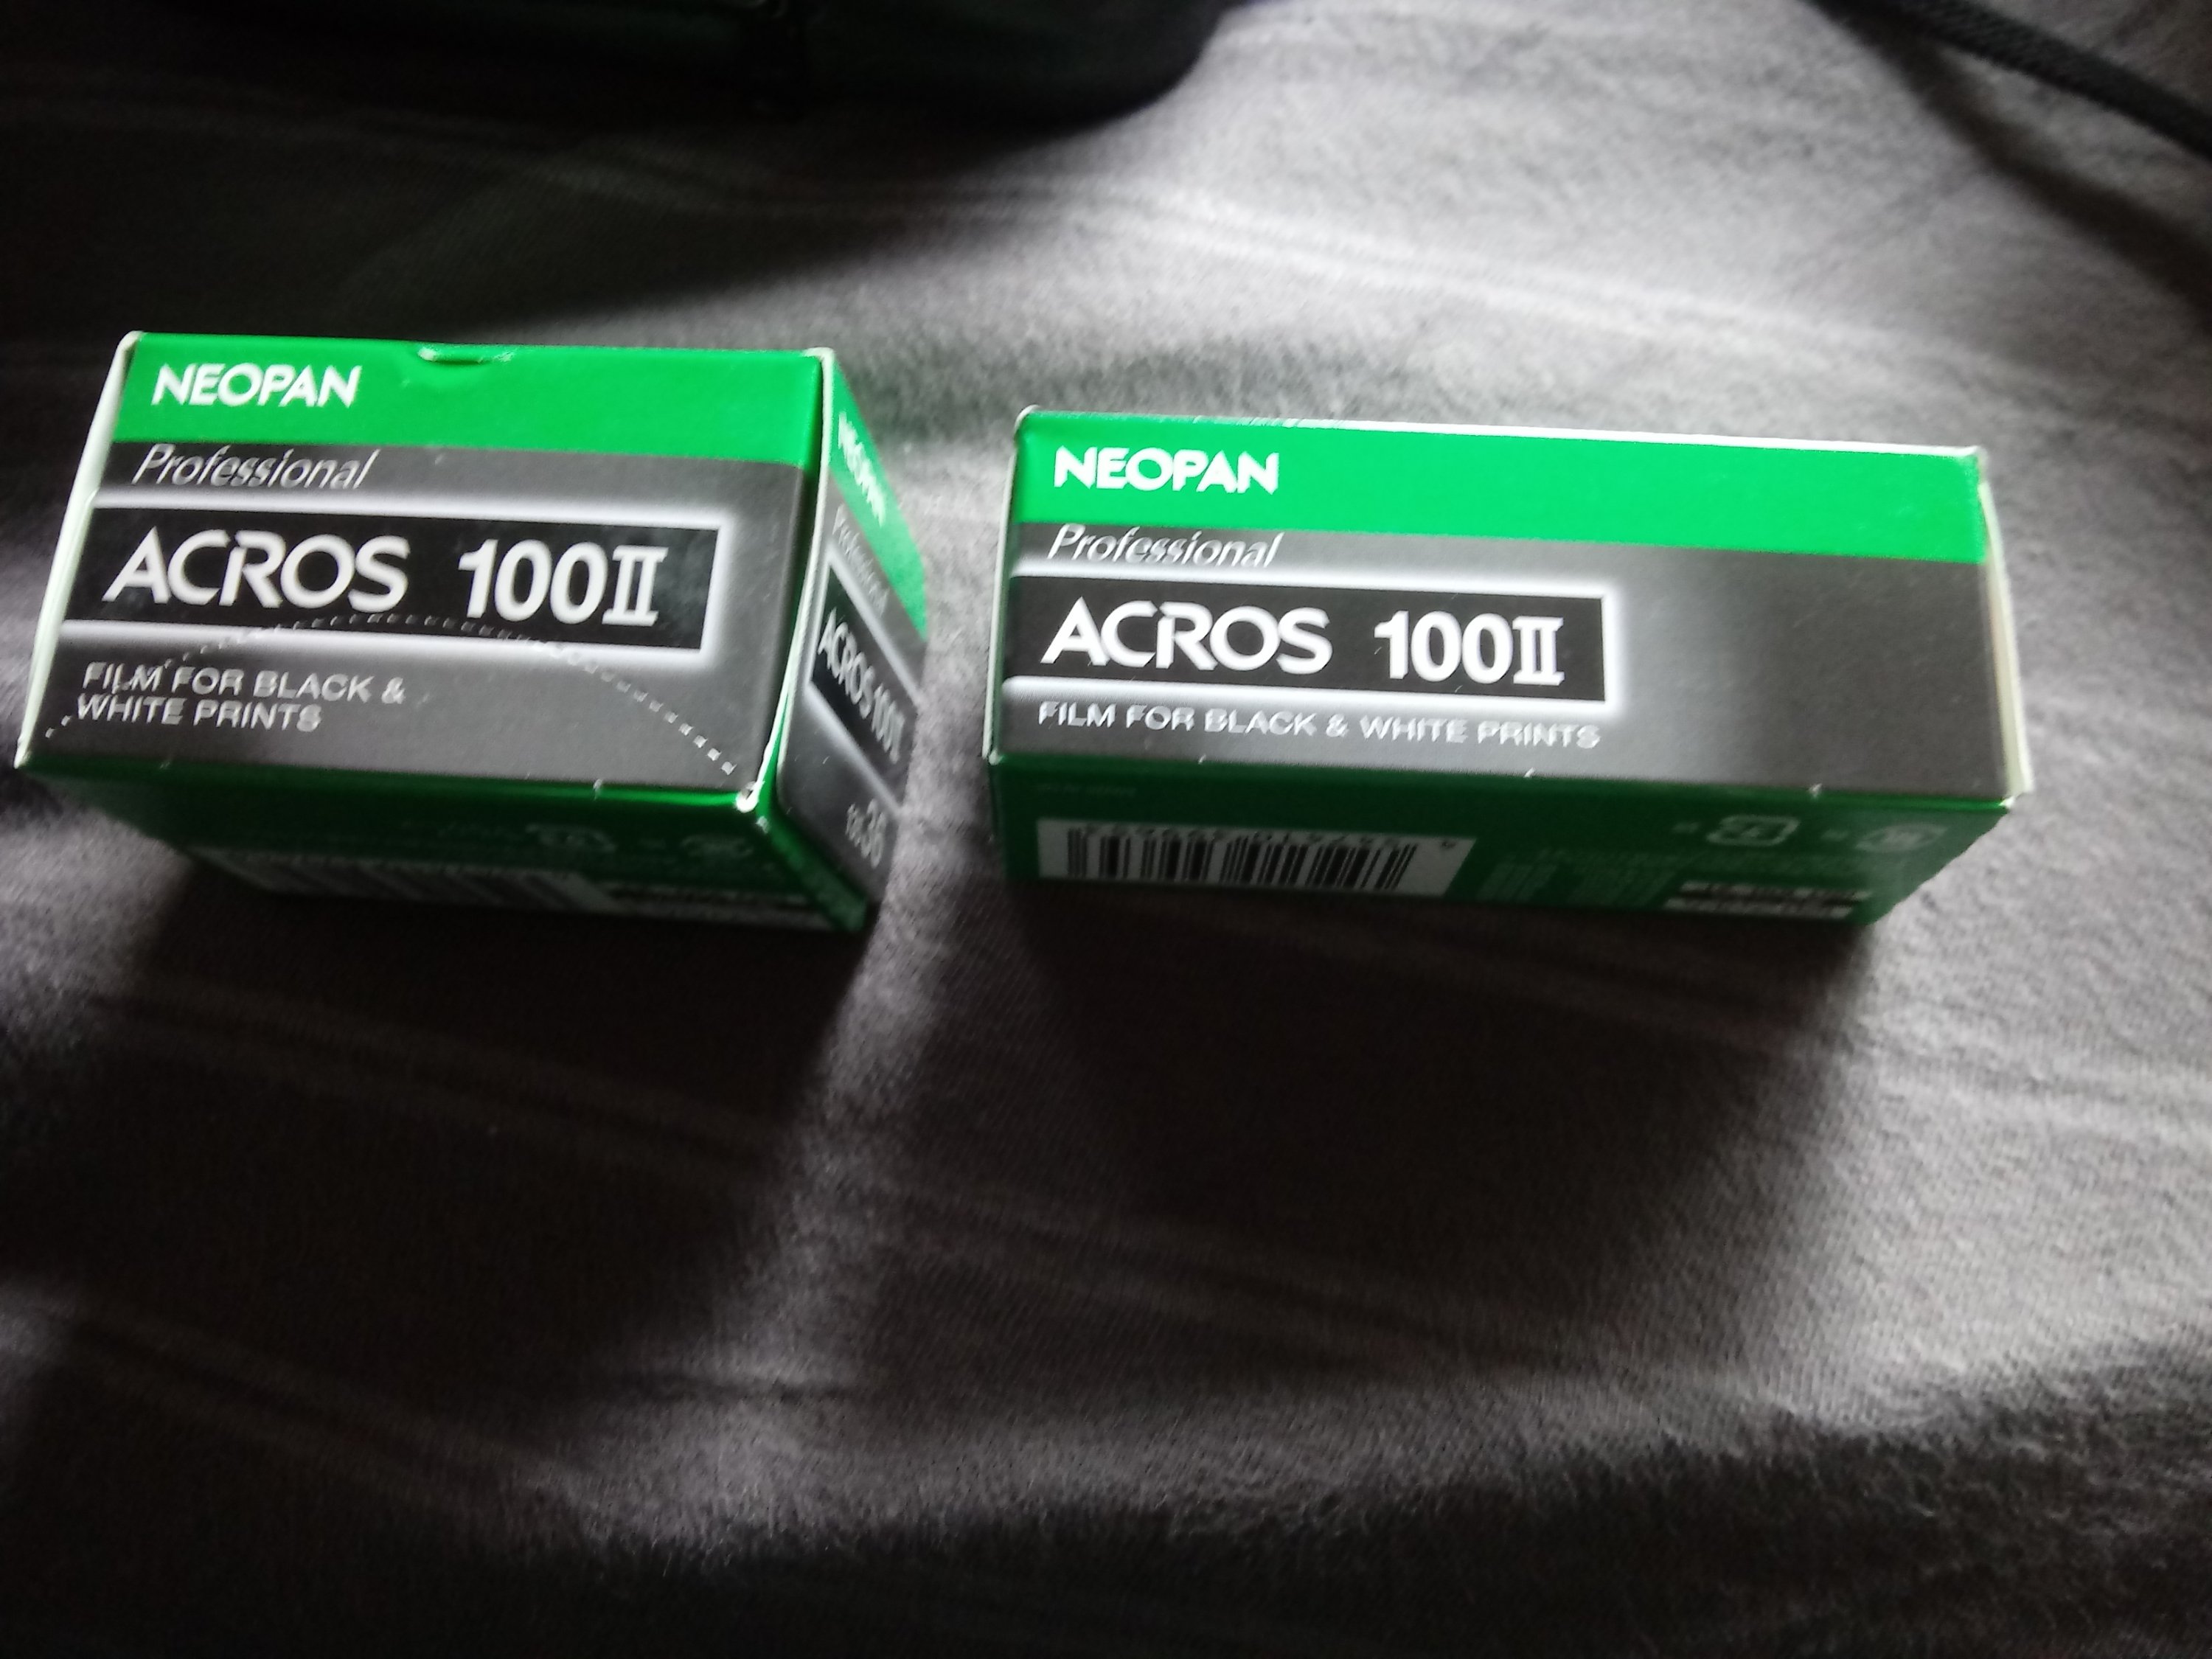 NEOPAN
Professional
ACROS 100II
FILM FOR BLACK &
WHITE PRINTS
NEOPAN
Professional
ACROS 100II
NEOPAN
Professional
ACROS 100II
FILM FOR BLACK & WHITE PRINTS